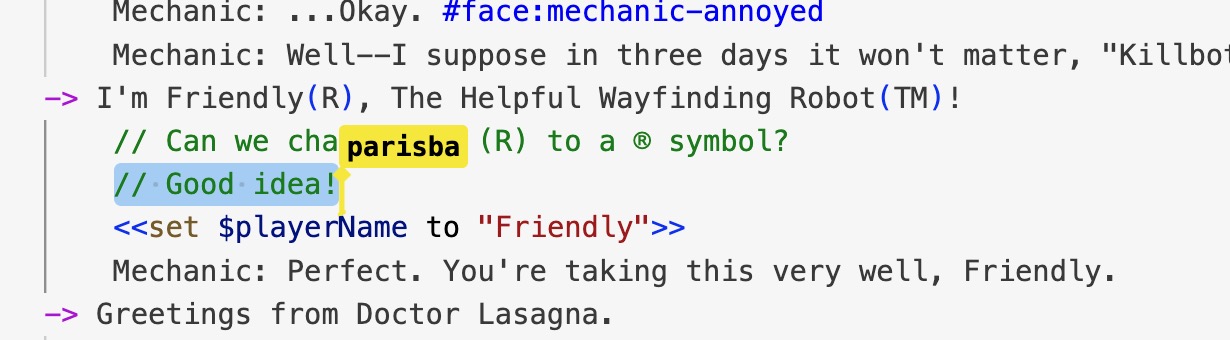 Mechanic: ...Okay. #face:mechanic-annoyed
Mechanic: Well--I suppose in three days it won't matter, "Killbot
-> I'm Friendly(R), The Helpful Wayfinding Robot(TM)!
// Can we cha parisba (R) to a ® symbol?
// Good idea!
<<set $playerName to "Friendly">>
Mechanic: Perfect. You're taking this very well, Friendly.
-> Greetings from Doctor Lasagna.